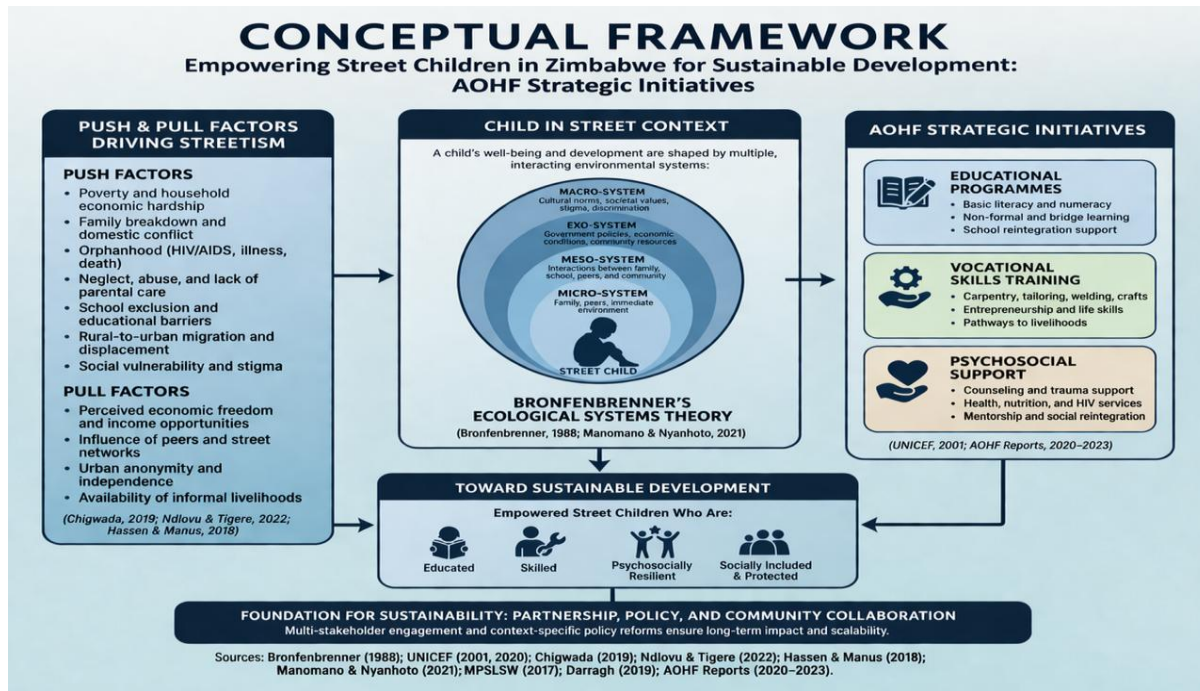 CONCEPTUAL FRAMEWORK
Empowering Street Children in Zimbabwe for Sustainable Development:
AOHF Strategic Initiatives
PUSH & PULL FACTORS
DRIVING STREETISM
PUSH FACTORS
• Poverty and household
economic hardship
• Family breakdown and
domestic conflict
• Orphanhood (HIV/AIDS, illness,
death)
• Neglect, abuse, and lack of
parental care
• School exclusion and
educational barriers
• Rural-to-urban migration and
displacement
• Social vulnerability and stigma
PULL FACTORS
• Perceived economic freedom
and income opportunities
• Influence of peers and street
networks
• Urban anonymity and
independence
• Availability of informal livelihoods
(Chigwada, 2019; Ndlovu & Tigere, 2022;
Hassen & Manus, 2018)
CHILD IN STREET CONTEXT
A child's well-being and development are shaped by multiple,
interacting environmental systems:
MACRO-SYSTEM
Cultural norms, societal values,
stigma, discrimination
EXO-SYSTEM
Government policies, economic
conditions, community resources
MESO-SYSTEM
Interactions between family,
school, peers, and community
MICRO-SYSTEM
Family, peers, immediate
environment
STREET CHILD
BRONFENBRENNER'S
ECOLOGICAL SYSTEMS THEORY
(Bronfenbrenner, 1988; Manomano & Nyanhoto, 2021)
AOHF STRATEGIC INITIATIVES
EDUCATIONAL
PROGRAMMES
• Basic literacy and numeracy
• Non-formal and bridge learning
• School reintegration support
VOCATIONAL
SKILLS TRAINING
• Carpentry, tailoring, welding, crafts
• Entrepreneurship and life skills
• Pathways to livelihoods
PSYCHOSOCIAL
SUPPORT
• Counseling and trauma support
• Health, nutrition, and HIV services
• Mentorship and social reintegration
(UNICEF, 2001; AOHF Reports, 2020–2023)
TOWARD SUSTAINABLE DEVELOPMENT
Empowered Street Children Who Are:
Educated
Skilled
Psychosocially
Resilient
Socially Included
& Protected
FOUNDATION FOR SUSTAINABILITY: PARTNERSHIP, POLICY, AND COMMUNITY COLLABORATION
Multi-stakeholder engagement and context-specific policy reforms ensure long-term impact and scalability.
Sources: Bronfenbrenner (1988); UNICEF (2001, 2020); Chigwada (2019); Ndlovu & Tigere (2022); Hassen & Manus (2018);
Manomano & Nyanhoto (2021); MPSLSW (2017); Darragh (2019); AOHF Reports (2020–2023).